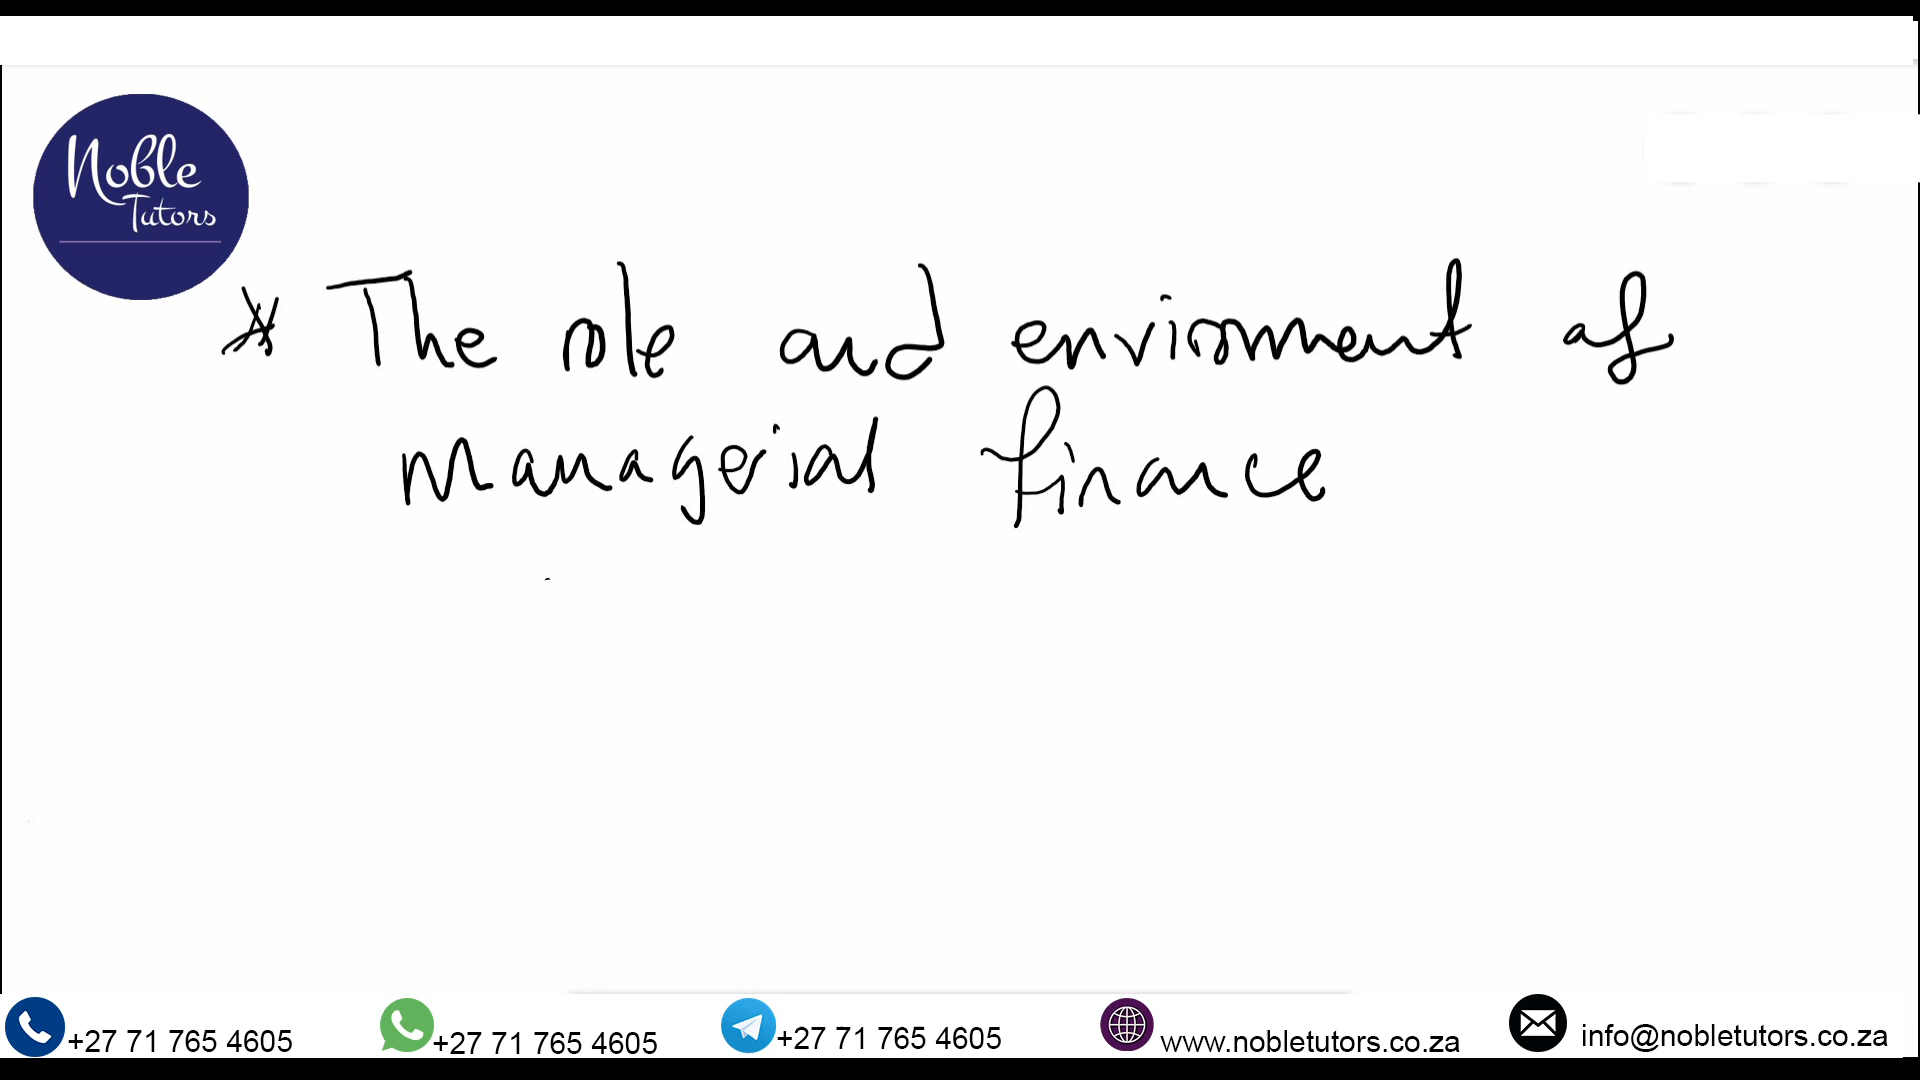 Noble
Tutors
* The role and environment of
managerial finance
+27 71 765 4605
+27 71 765 4605
+27 71 765 4605
www.nobletutors.co.za
info@nobletutors.co.za